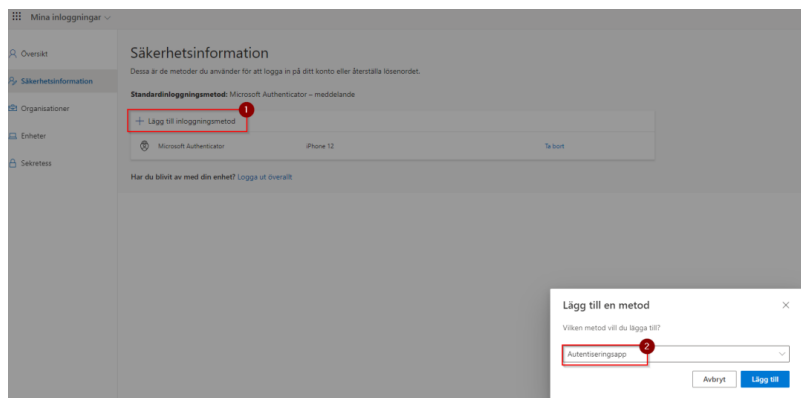 Mina inloggningar
Översikt
Säkerhetsinformation
Organisationer
Enheter
Sekretess
Säkerhetsinformation
Dessa är de metoder du använder för att logga in på ditt konto eller återställa lösenordet.
Standardinloggningsmetod: Microsoft Authenticator – meddelande
1
+ Lägg till inloggningsmetod
Microsoft Authenticator iPhone 12 Ta bort
Har du blivit av med din enhet? Logga ut överallt
Lägg till en metod
Vilken metod vill du lägga till?
2
Autentiseringsapp
Avbryt Lägg till